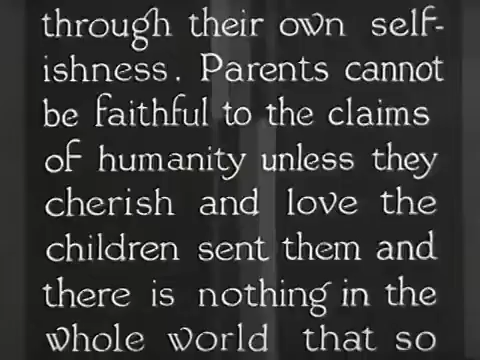 through their own self-
ishness. Parents cannot
be faithful to the claims
of humanity unless they
cherish and love the
children sent them and
there is nothing in the
whole world that so